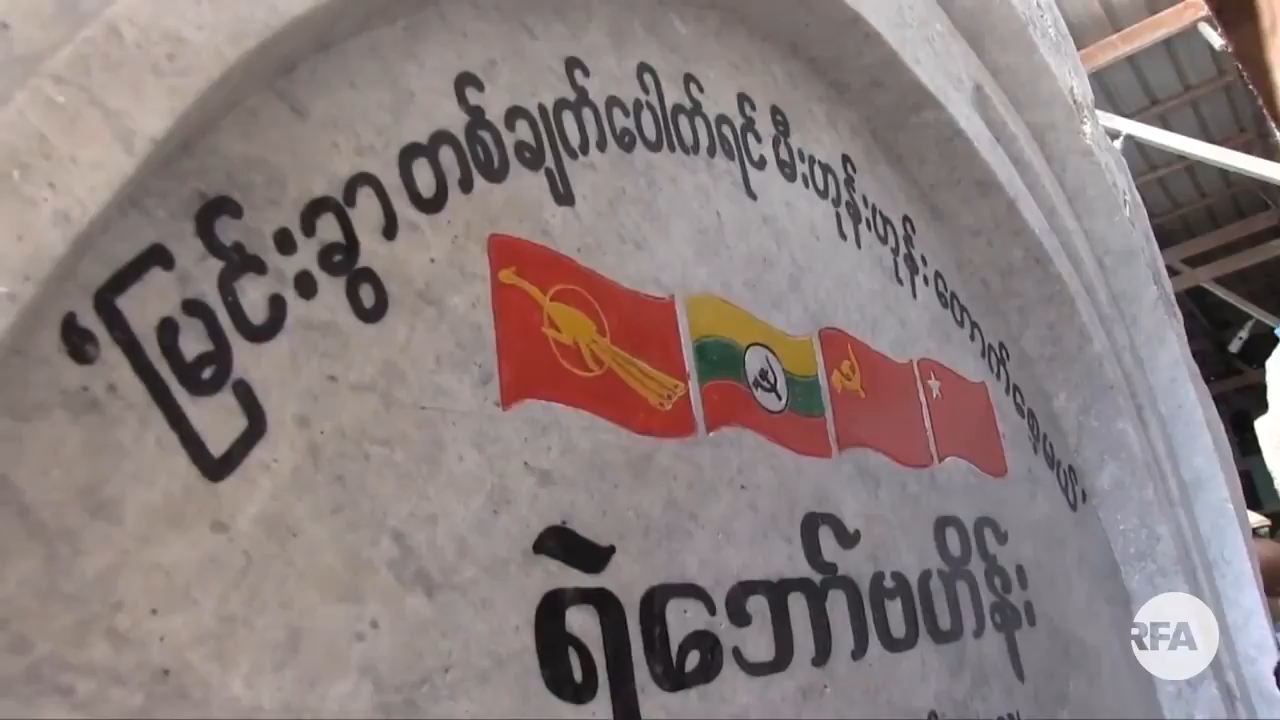 ‘မြင်းခွာ တစ်ချက်ပေါက်ရင် မီးဟုန်းဟုန်း တောက်စေ့မယ်’
ရဲဘော်ဗဟိန်း
RFA